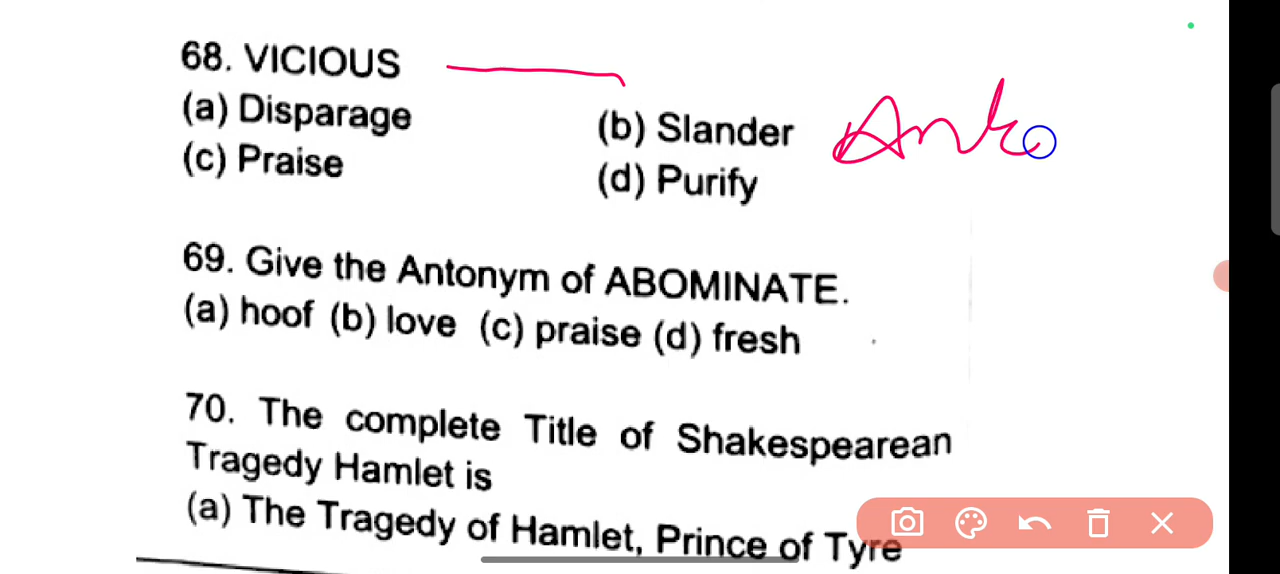 68. VICIOUS
(a) Disparage (b) Slander
(c) Praise (d) Purify
69. Give the Antonym of ABOMINATE.
(a) hoof (b) love (c) praise (d) fresh
70. The complete Title of Shakespearean
Tragedy Hamlet is
(a) The Tragedy of Hamlet, Prince of Tyre